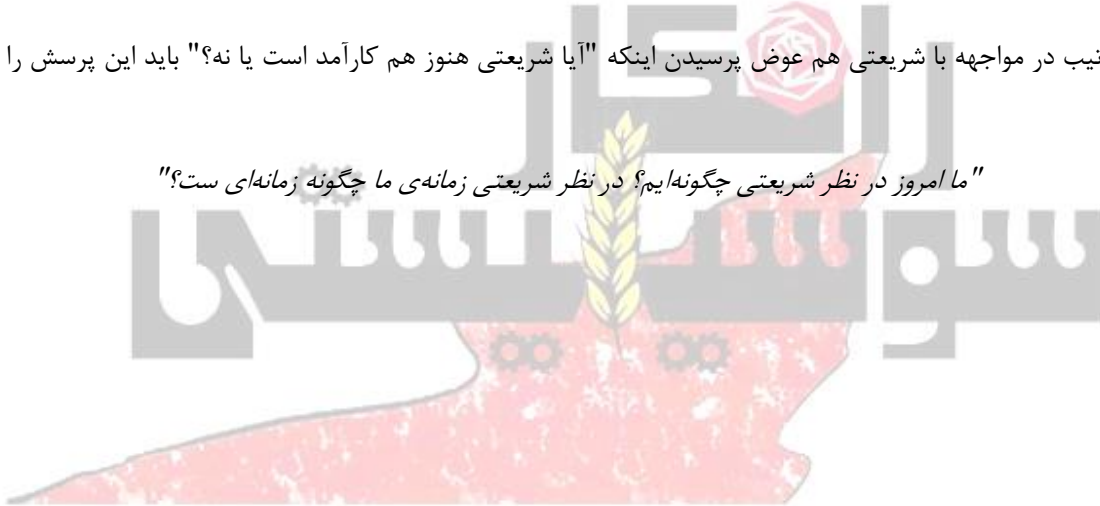 تیب در مواجهه با شریعتی هم عوض پرسیدن اینکه "آیا شریعتی هنوز هم کارآمد است یا نه؟" باید این پرسش را
"ما امروز در نظر شریعتی چگونه‌ایم؟ در نظر شریعتی زمانه‌ی ما چگونه زمانه‌ای ست؟"